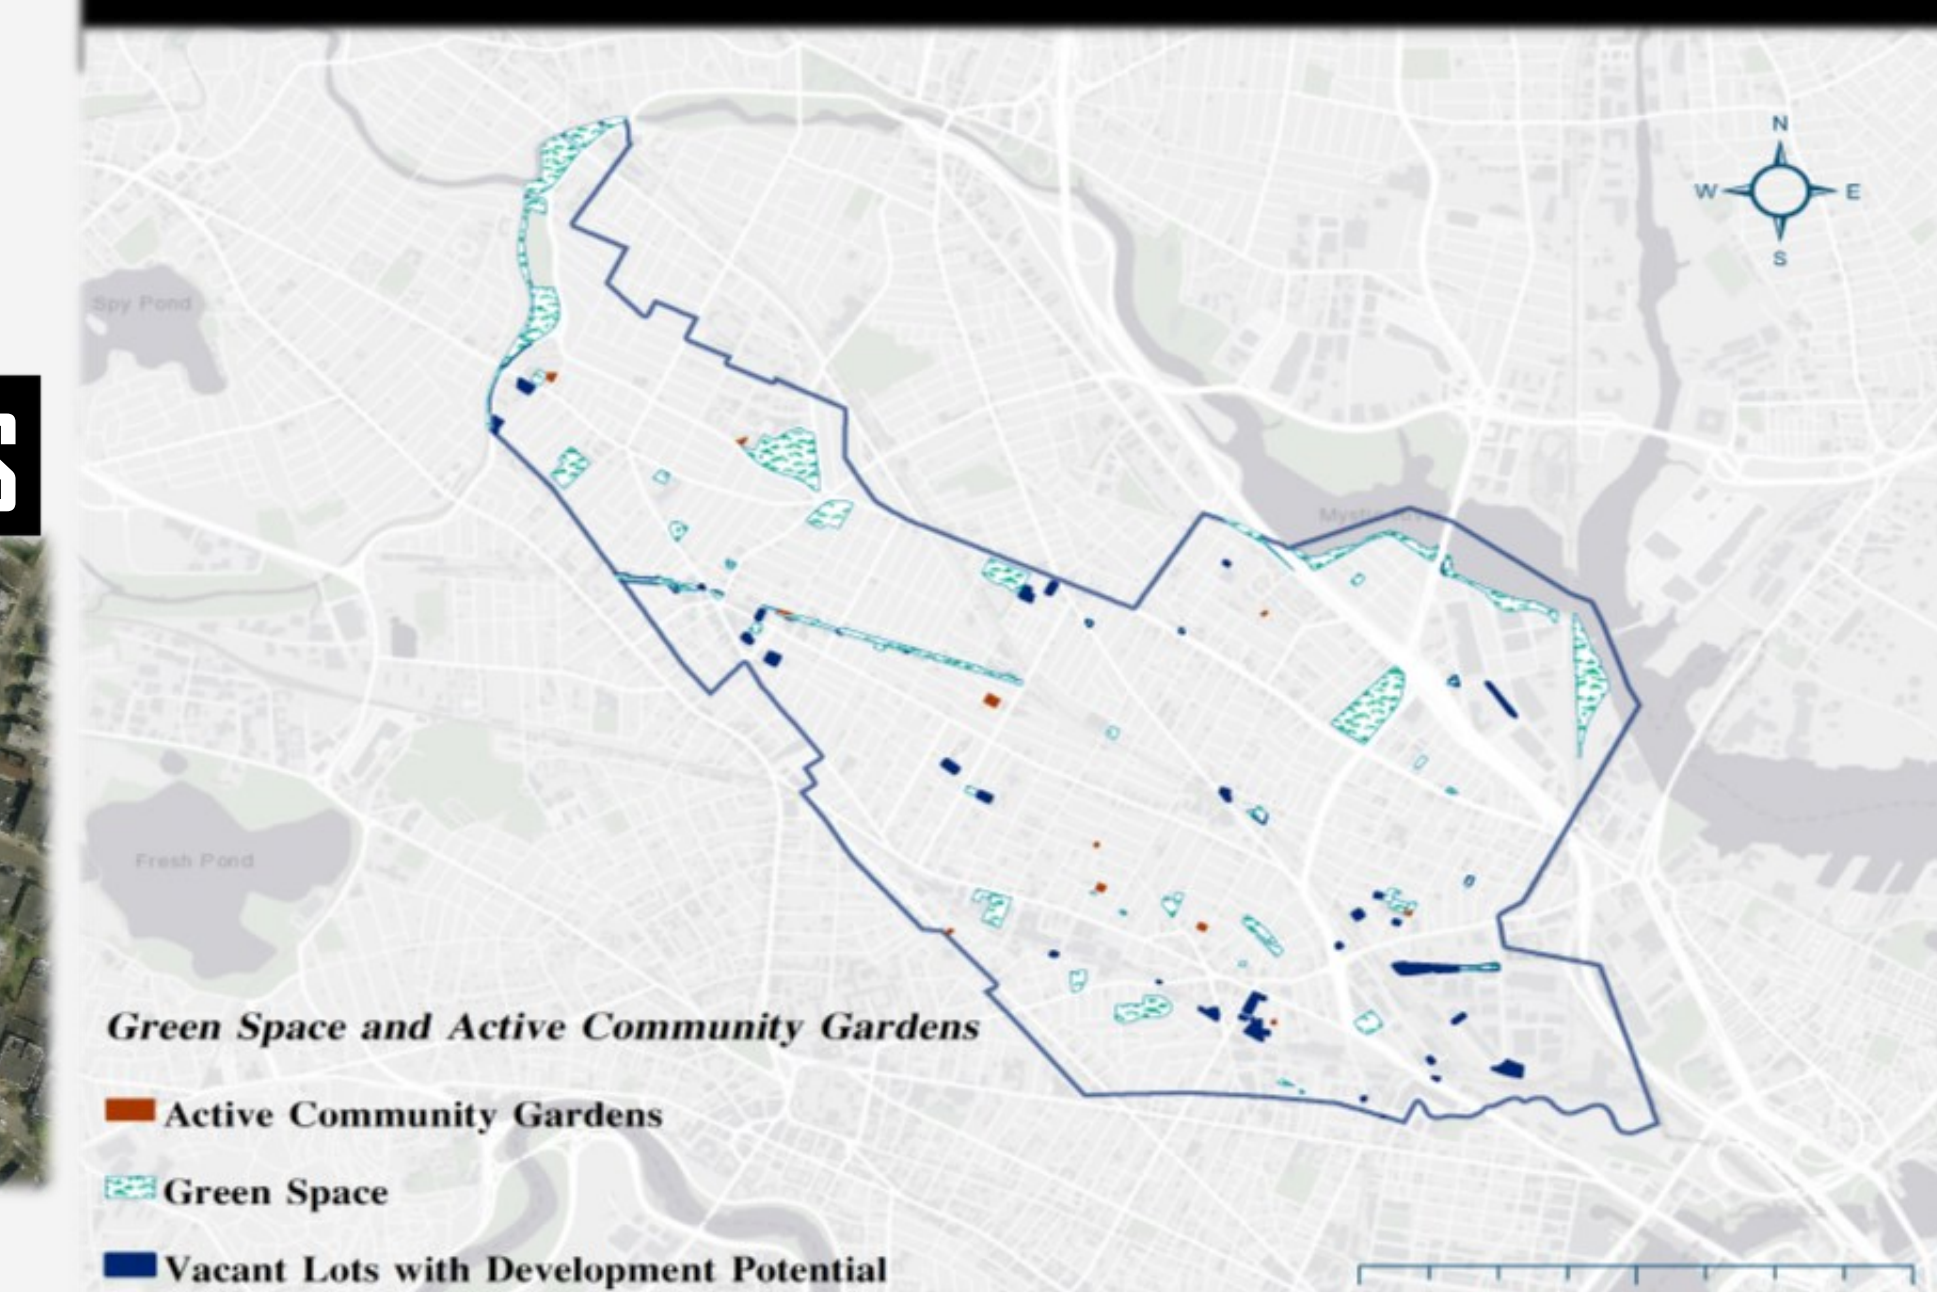 N
W E
S
Spy Pond
Fresh Pond
S
Green Space and Active Community Gardens
Active Community Gardens
Green Space
Vacant Lots with Development Potential